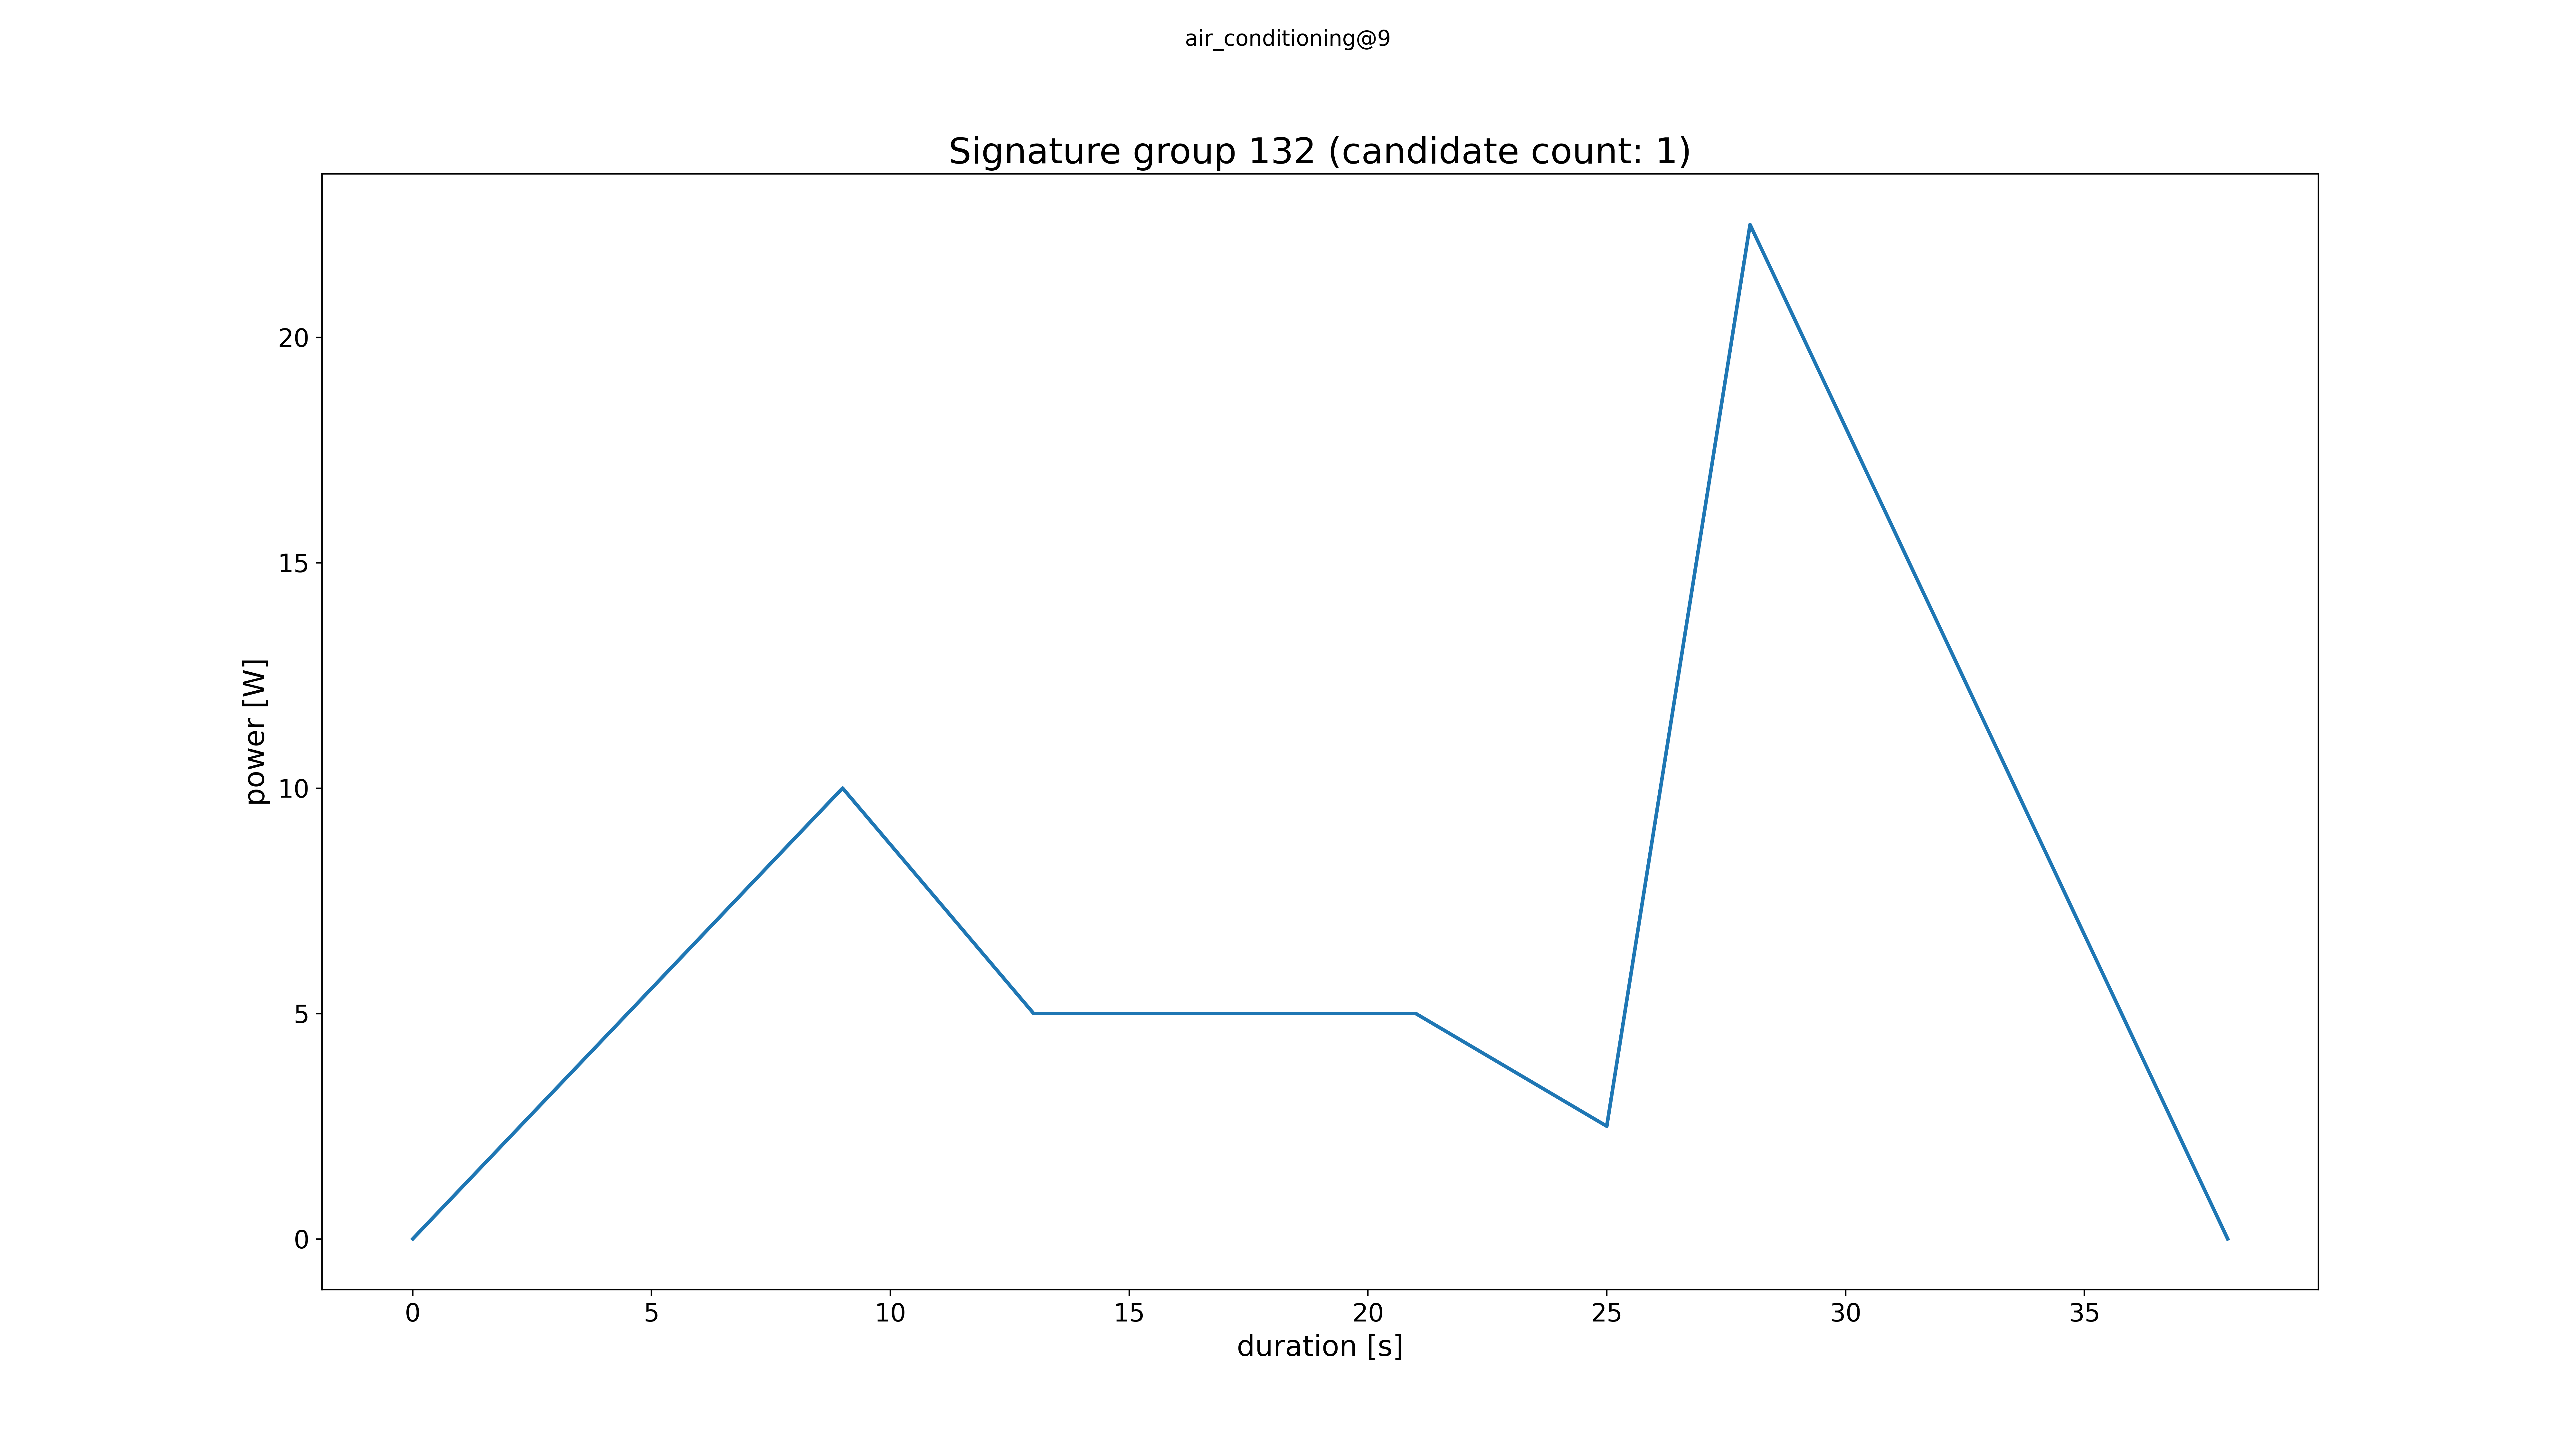 air_conditioning@9
Signature group 132 (candidate count: 1)
power [W]
20
15
10
5
0
0 5 10 15 20 25 30 35
duration [s]